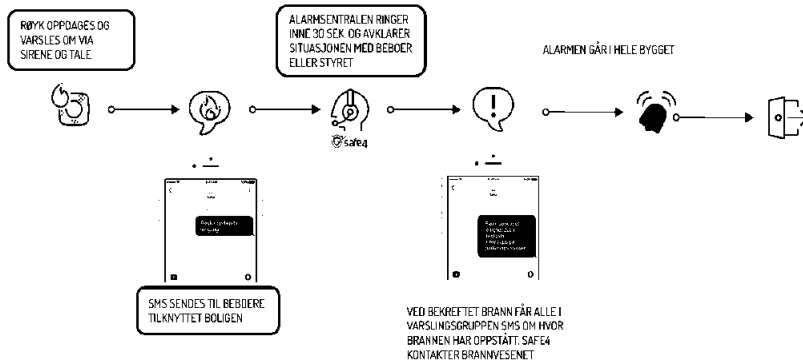 RØYK OPPDAGES OG
VARSLES OM VIA
SIRENE OG TALE
ALARMSENTRALEN RINGER
INNE 30 SEK. OG AVKLARER
SITUASJONEN MED BEBOER
ELLER STYRET
ALARMEN GÅR I HELE BYGGET
safe4
SMS SENDES TIL BEBOERE
TILKNYTTET BOLIGEN
VED BEKREFTET BRANN FÅR ALLE I
VARSLINGSGRUPPEN SMS OM HVOR
BRANNEN HAR OPPSTÅTT. SAFE4
KONTAKTER BRANNVESENET